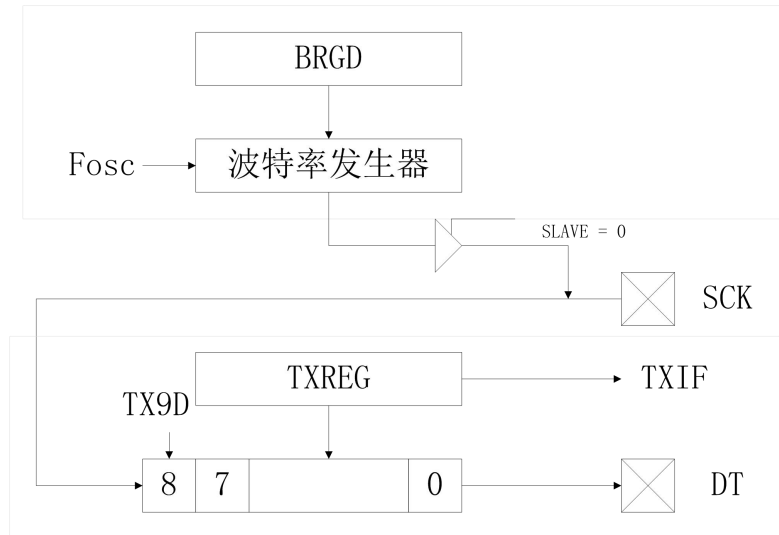 BRGD
Fosc
波特率发生器
SLAVE = 0
SCK
TXREG
TXIF
TX9D
8 7 0
DT